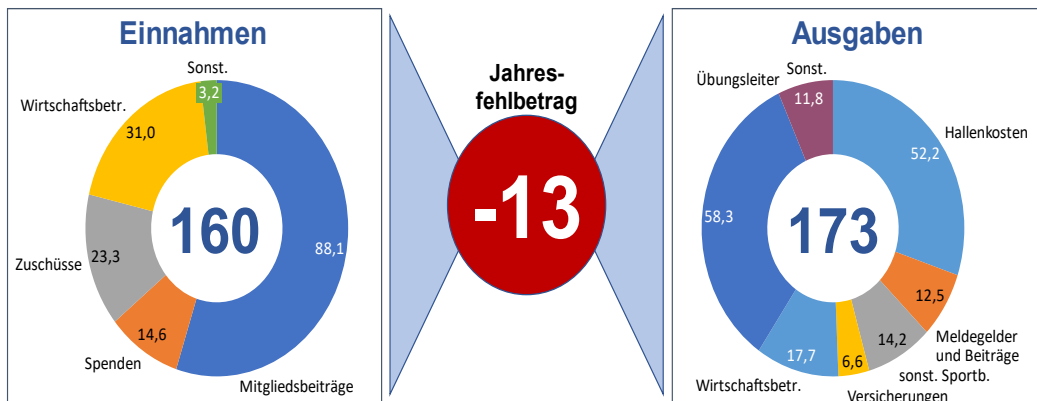 Einnahmen
Sonst.
3,2
Wirtschaftsbetr.
31,0
160
88,1
Zuschüsse
23,3
14,6
Spenden
Mitgliedsbeiträge
Jahres-
fehlbetrag
-13
Ausgaben
Übungsleiter
Sonst.
11,8
Hallenkosten
52,2
58,3
173
12,5
Meldegelder
und Beiträge
14,2
sonst. Sportb.
17,7
6,6
Wirtschaftsbetr.
Versicherungen